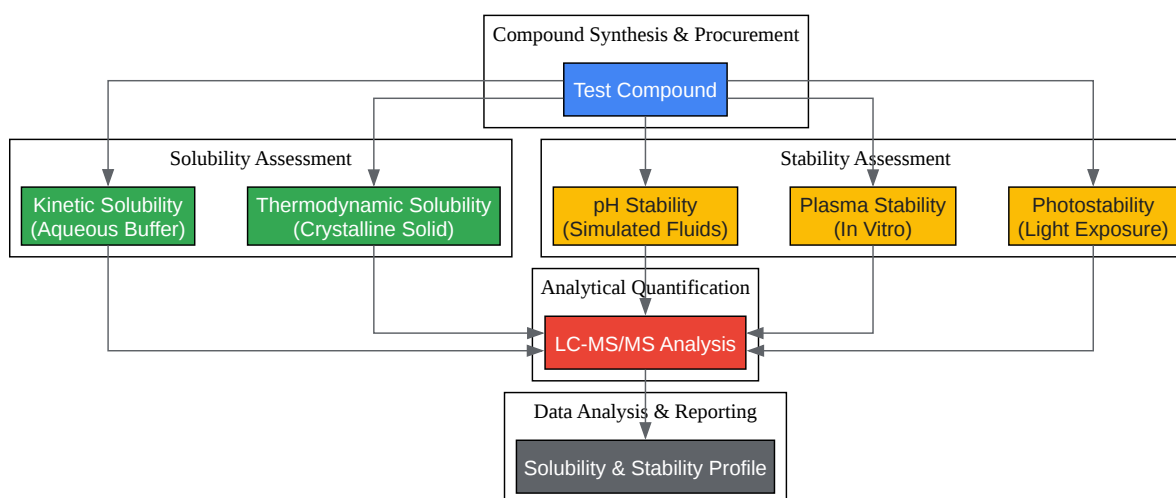 Compound Synthesis & Procurement
Test Compound
Solubility Assessment
Stability Assessment
Kinetic Solubility
(Aqueous Buffer)
Thermodynamic Solubility
(Crystalline Solid)
pH Stability
(Simulated Fluids)
Plasma Stability
(In Vitro)
Photostability
(Light Exposure)
Analytical Quantification
LC-MS/MS Analysis
Data Analysis & Reporting
Solubility & Stability Profile